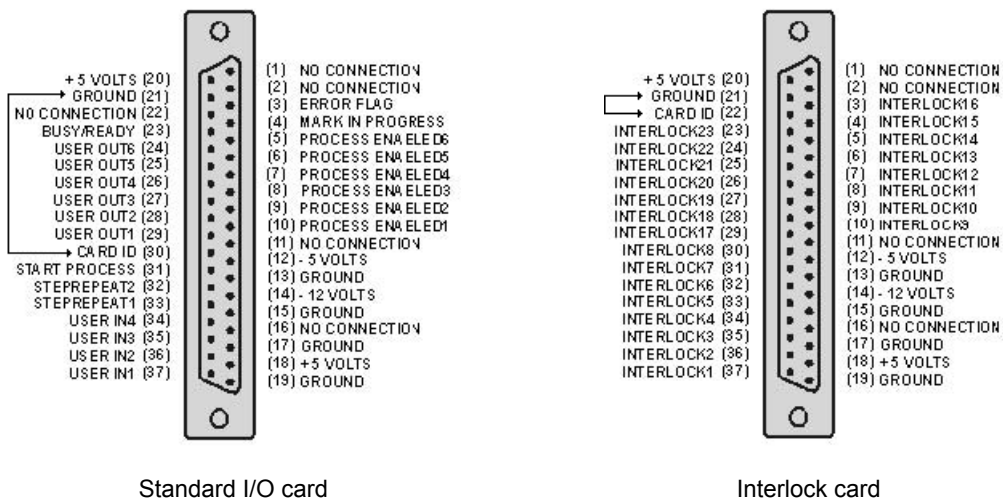 + 5 VOLTS (20)
GROUND (21)
NO CONNECTION (22)
BUSY/READY (23)
USER OUT6 (24)
USER OUT5 (25)
USER OUT4 (26)
USER OUT3 (27)
USER OUT2 (28)
USER OUT1 (29)
CARD ID (30)
START PROCESS (31)
STEPREPEAT2 (32)
STEPREPEAT1 (33)
USER IN4 (34)
USER IN3 (35)
USER IN2 (36)
USER IN1 (37)
(1) NO CONNECTION
(2) NO CONNECTION
(3) ERROR FLAG
(4) MARK IN PROGRESS
(5) PROCESS ENAELED6
(6) PROCESS ENAELED5
(7) PROCESS ENAELED4
(8) PROCESS ENAELED3
(9) PROCESS ENAELED2
(10) PROCESS ENAELED1
(11) NO CONNECTION
(12) - 5 VOLTS
(13) GROUND
(14) - 12 VOLTS
(15) GROUND
(16) NO CONNECTION
(17) GROUND
(18) +5 VOLTS
(19) GROUND
Standard I/O card
+ 5 VOLTS (20)
GROUND (21)
CARD ID (22)
INTERLOCK23 (23)
INTERLOCK22 (24)
INTERLOCK21 (25)
INTERLOCK20 (26)
INTERLOCK19 (27)
INTERLOCK18 (28)
INTERLOCK17 (29)
INTERLOCK8 (30)
INTERLOCK7 (31)
INTERLOCK6 (32)
INTERLOCK5 (33)
INTERLOCK4 (34)
INTERLOCK3 (35)
INTERLOCK2 (36)
INTERLOCK1 (37)
(1) NO CONNECTION
(2) NO CONNECTION
(3) INTERLOCK16
(4) INTERLOCK15
(5) INTERLOCK14
(6) INTERLOCK13
(7) INTERLOCK12
(8) INTERLOCK11
(9) INTERLOCK10
(10) INTERLOCK9
(11) NO CONNECTION
(12) - 5 VOLTS
(13) GROUND
(14) - 12 VOLTS
(15) GROUND
(16) NO CONNECTION
(17) GROUND
(18) +5 VOLTS
(19) GROUND
Interlock card